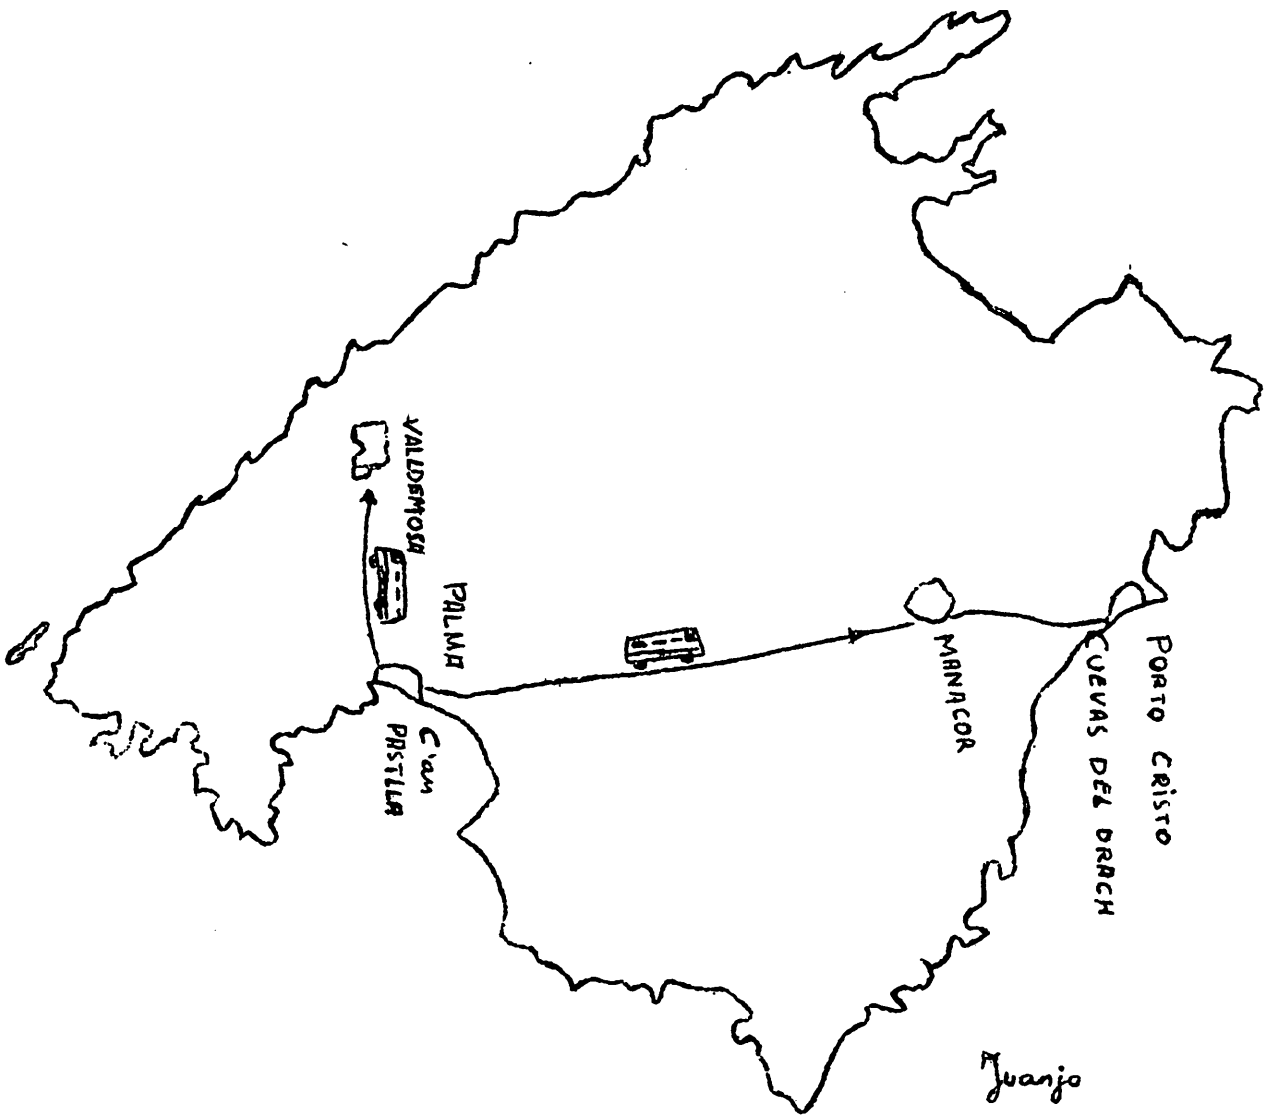 VALLDEMOSA
PALMA
C'an
PASTILLA
MANACOR
PORTO CRISTO
CUEVAS DEL DRACH
Juanjo